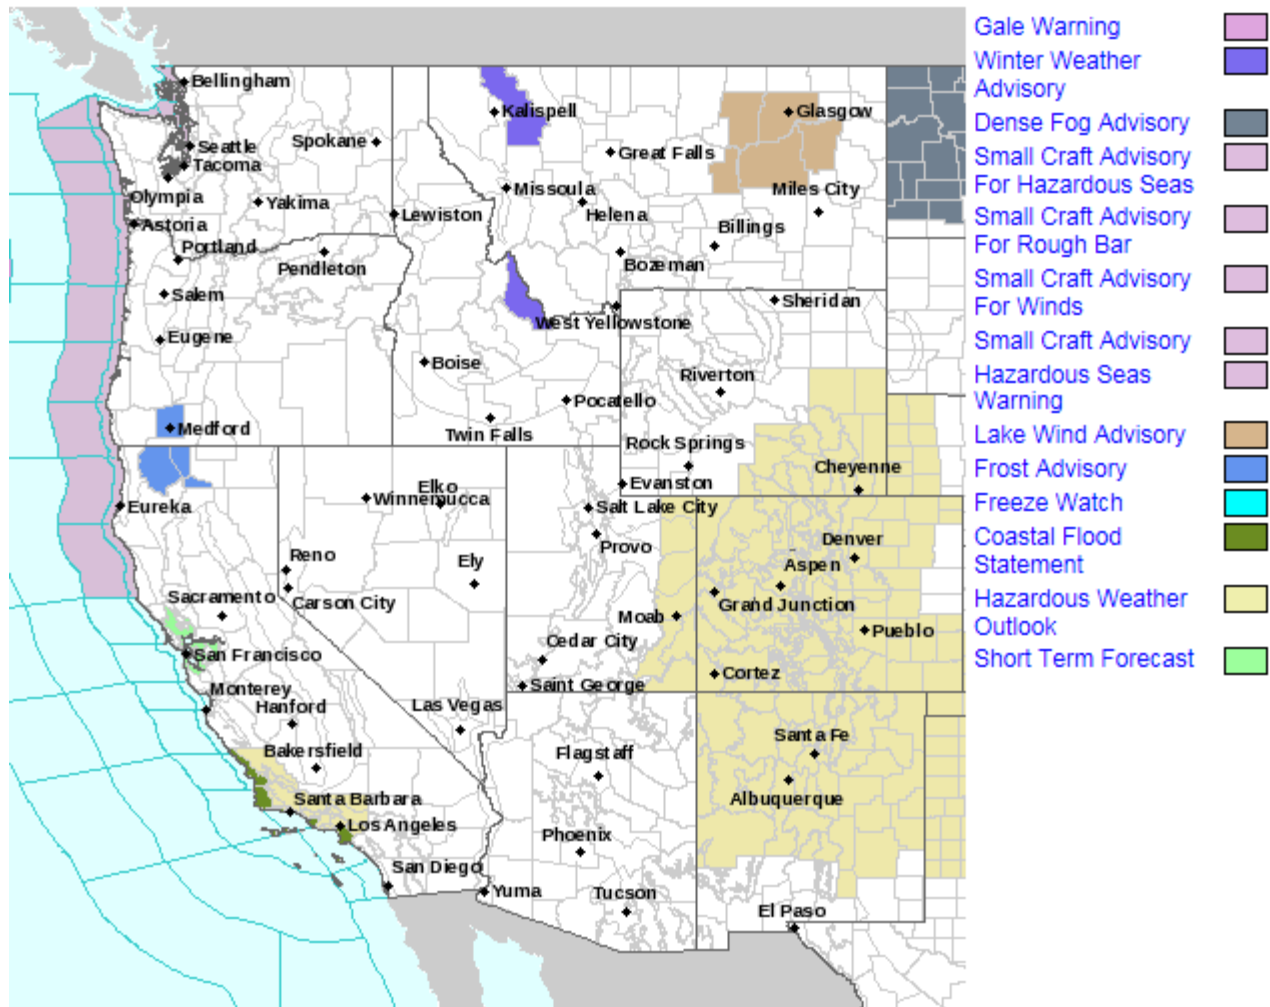 Bellingham
Seattle
Tacoma
Olympia
Spokane
Yakima
Astoria
Portland
Pendleton
Lewiston
Salem
Eugene
Medford
Kalispell
Great Falls
Glasgow
Missoula
Helena
Miles City
Billings
Bozeman
West Yellowstone
Sheridan
Boise
Pocatello
Twin Falls
Riverton
Rock Springs
Evanston
Cheyenne
Eureka
Elko
Winnemucca
Reno
Ely
Carson City
Sacramento
San Francisco
Monterey
Hanford
Bakersfield
Las Vegas
Santa Barbara
Los Angeles
San Diego
Salt Lake City
Provo
Moab
Cedar City
Saint George
Denver
Aspen
Grand Junction
Pueblo
Cortez
Flagstaff
Phoenix
Yuma
Tucson
Santa Fe
Albuquerque
El Paso
Gale Warning
Winter Weather
Advisory
Dense Fog Advisory
Small Craft Advisory
For Hazardous Seas
Small Craft Advisory
For Rough Bar
Small Craft Advisory
For Winds
Small Craft Advisory
Hazardous Seas
Warning
Lake Wind Advisory
Frost Advisory
Freeze Watch
Coastal Flood
Statement
Hazardous Weather
Outlook
Short Term Forecast